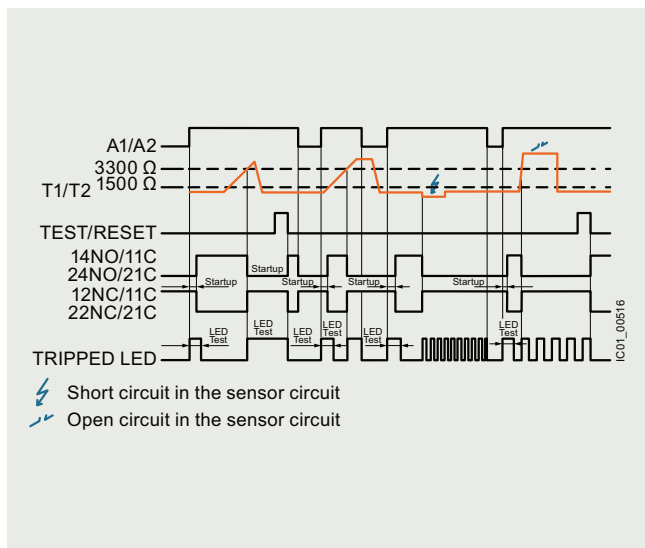 A1/A2
3300 Ω
T1/T2 1500 Ω
TEST/RESET
14NO/11C
24NO/21C
12NC/11C
22NC/21C
Startup
Startup
Startup
Startup
Startup
LED
Test
LED
Test
LED
Test
LED
Test
LED
Test
LED
Test
TRIPPED LED
IC01_00516
Short circuit in the sensor circuit
Open circuit in the sensor circuit